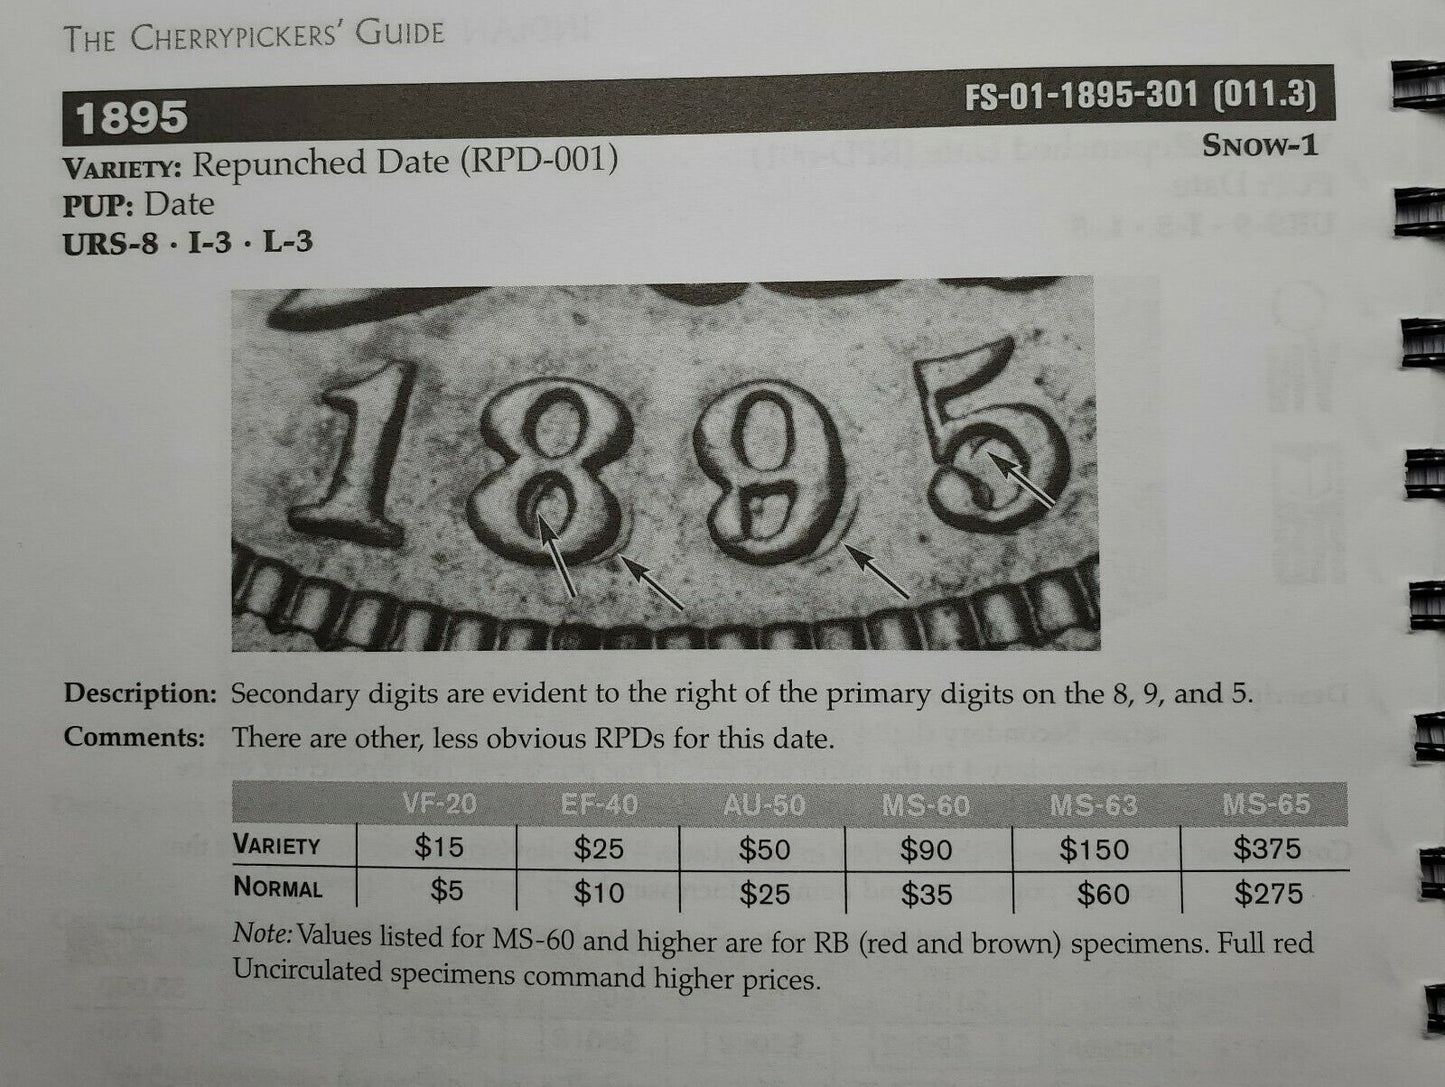 THE CHERRYPICKERS' GUIDE
1895 FS-01-1895-301 (011.3)
VARIETY: Repunched Date (RPD-001) SNOW-1
PUP: Date
URS-8 · I-3 · L-3
1895
Description: Secondary digits are evident to the right of the primary digits on the 8, 9, and 5.
Comments: There are other, less obvious RPDs for this date.
VF-20 EF-40 AU-50 MS-60 MS-63 MS-65
VARIETY $15 $25 $50 $90 $150 $375
NORMAL $5 $10 $25 $35 $60 $275
Note: Values listed for MS-60 and higher are for RB (red and brown) specimens. Full red
Uncirculated specimens command higher prices.